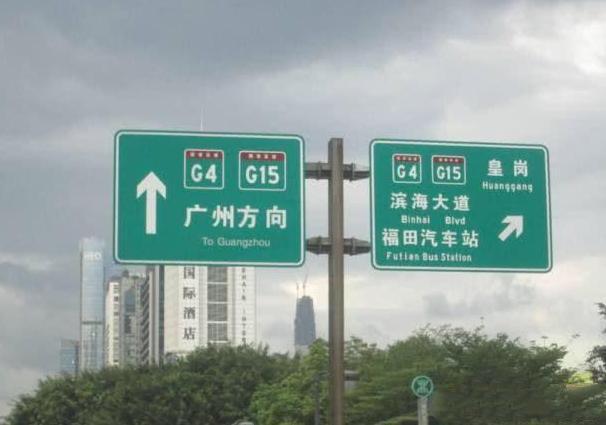 G4 G15
广州方向
To Guangzhou
G4 G15 皇岗
Huanggang
滨海大道
Binhai Blvd
福田汽车站
Futian Bus Station
国际酒店